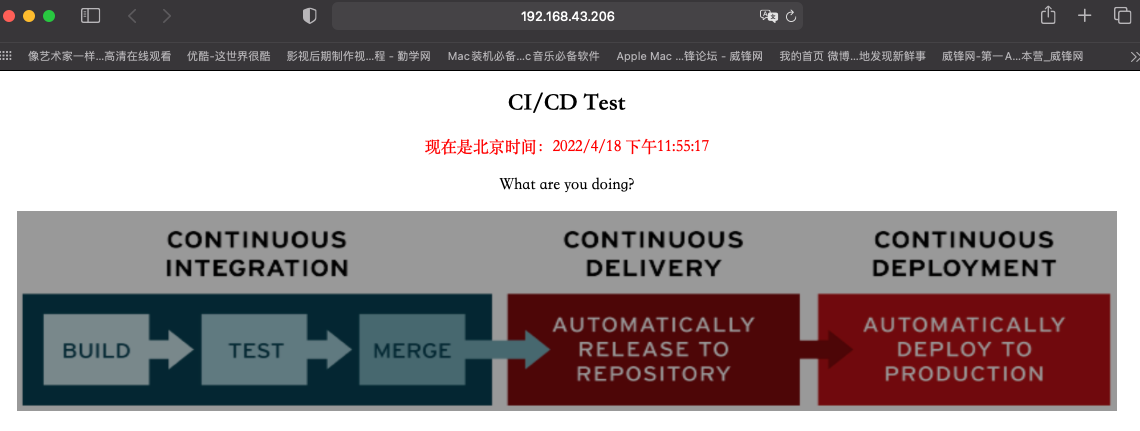 192.168.43.206
像艺术家一样...高清在线观看
优酷-这世界很酷
影视后期制作视...程 - 勤学网
Mac装机必备...c音乐必备软件
Apple Mac ...锋论坛 - 威锋网
我的首页 微博...地发现新鲜事
威锋网-第一A...本营_威锋网
CI/CD Test
现在是北京时间：2022/4/18 下午11:55:17
What are you doing?
CONTINUOUS
INTEGRATION
BUILD
TEST
MERGE
CONTINUOUS
DELIVERY
AUTOMATICALLY
RELEASE TO
REPOSITORY
CONTINUOUS
DEPLOYMENT
AUTOMATICALLY
DEPLOY TO
PRODUCTION